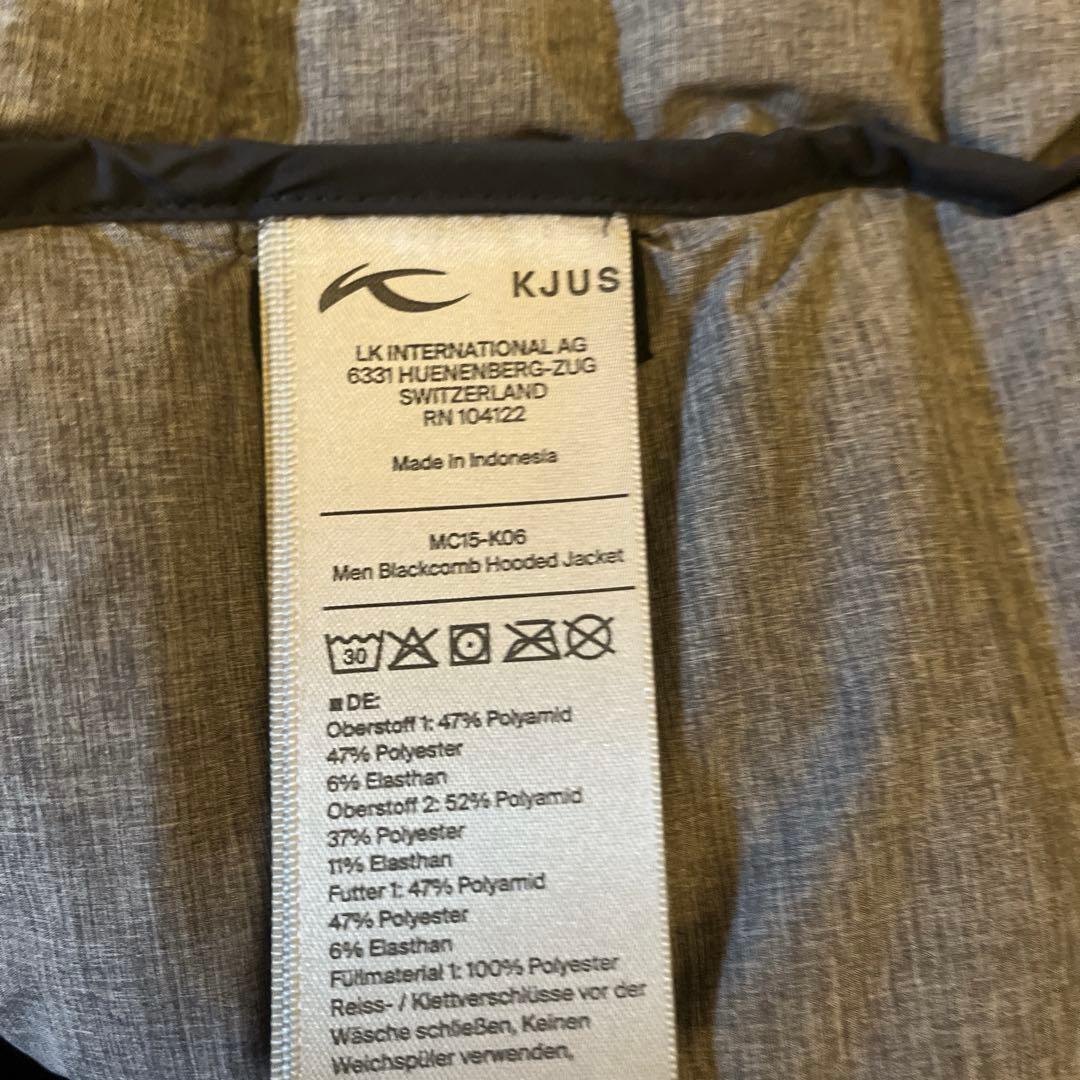 KJUS
LK INTERNATIONAL AG
6331 HUENENBERG-ZUG
SWITZERLAND
RN 104122
Made in Indonesia
MC15-K06
Men Blackcomb Hooded Jacket
30
DE:
Oberstoff 1: 47% Polyamid
47% Polyester
6% Elasthan
Oberstoff 2: 52% Polyamid
37% Polyester
11% Elasthan
Futter 1: 47% Polyamid
47% Polyester
6% Elasthan
Füllmaterial 1: 100% Polyester
Reiss- / Klettverschlüsse vor der
Wäsche schließen, Keinen
Weichspüler verwenden,